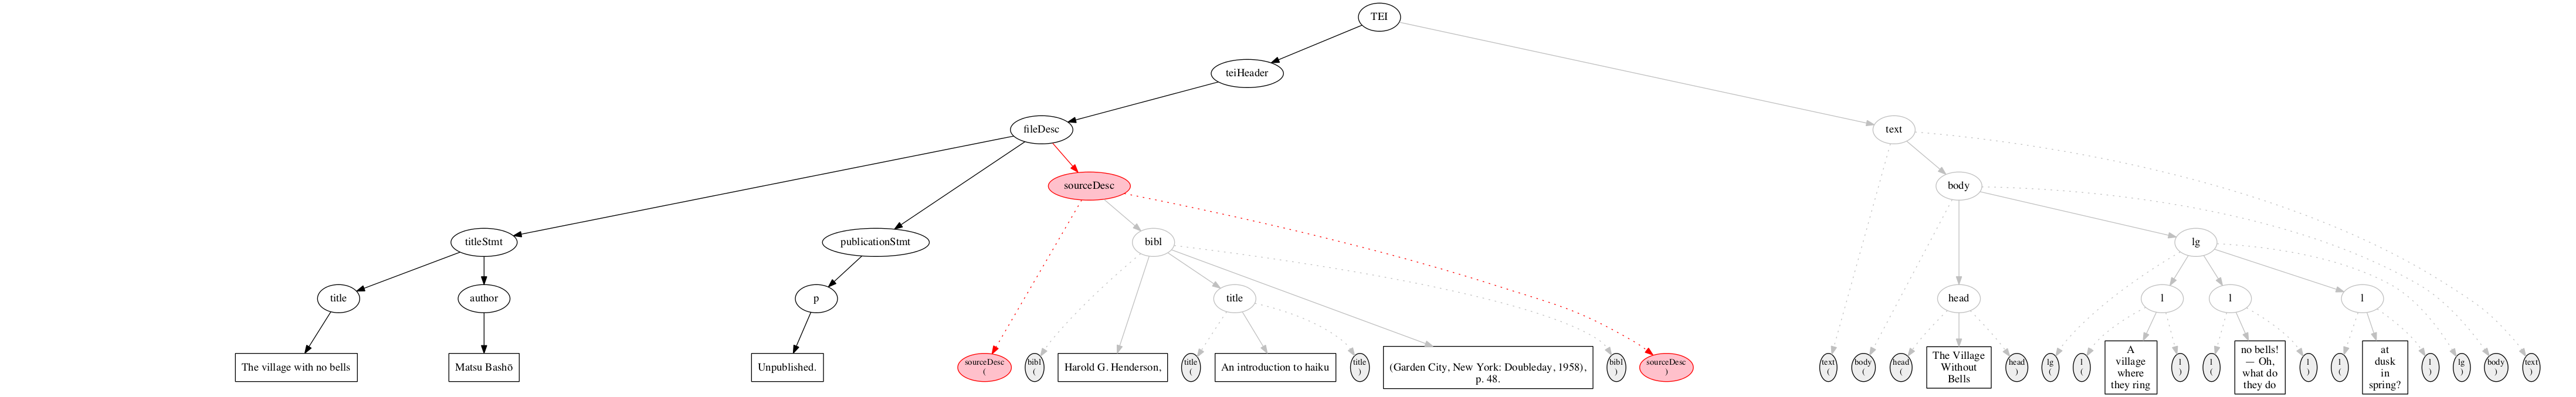 TEI
teiHeader
fileDesc
text
sourceDesc
body
titleStmt
publicationStmt
bibl
lg
title
author
p
title
head
l
l
l
The village with no bells
Matsu Bashō
Unpublished.
sourceDesc
(
bibl
(
Harold G. Henderson,
title
(
An introduction to haiku
title
)
(Garden City, New York: Doubleday, 1958),
p. 48.
bibl
)
sourceDesc
)
text
(
body
(
head
(
The Village
Without
Bells
head
)
lg
(
l
(
A
village
where
they ring
l
)
l
(
no bells!
— Oh,
what do
they do
l
)
l
(
at
dusk
in
spring?
l
)
lg
)
body
)
text
)